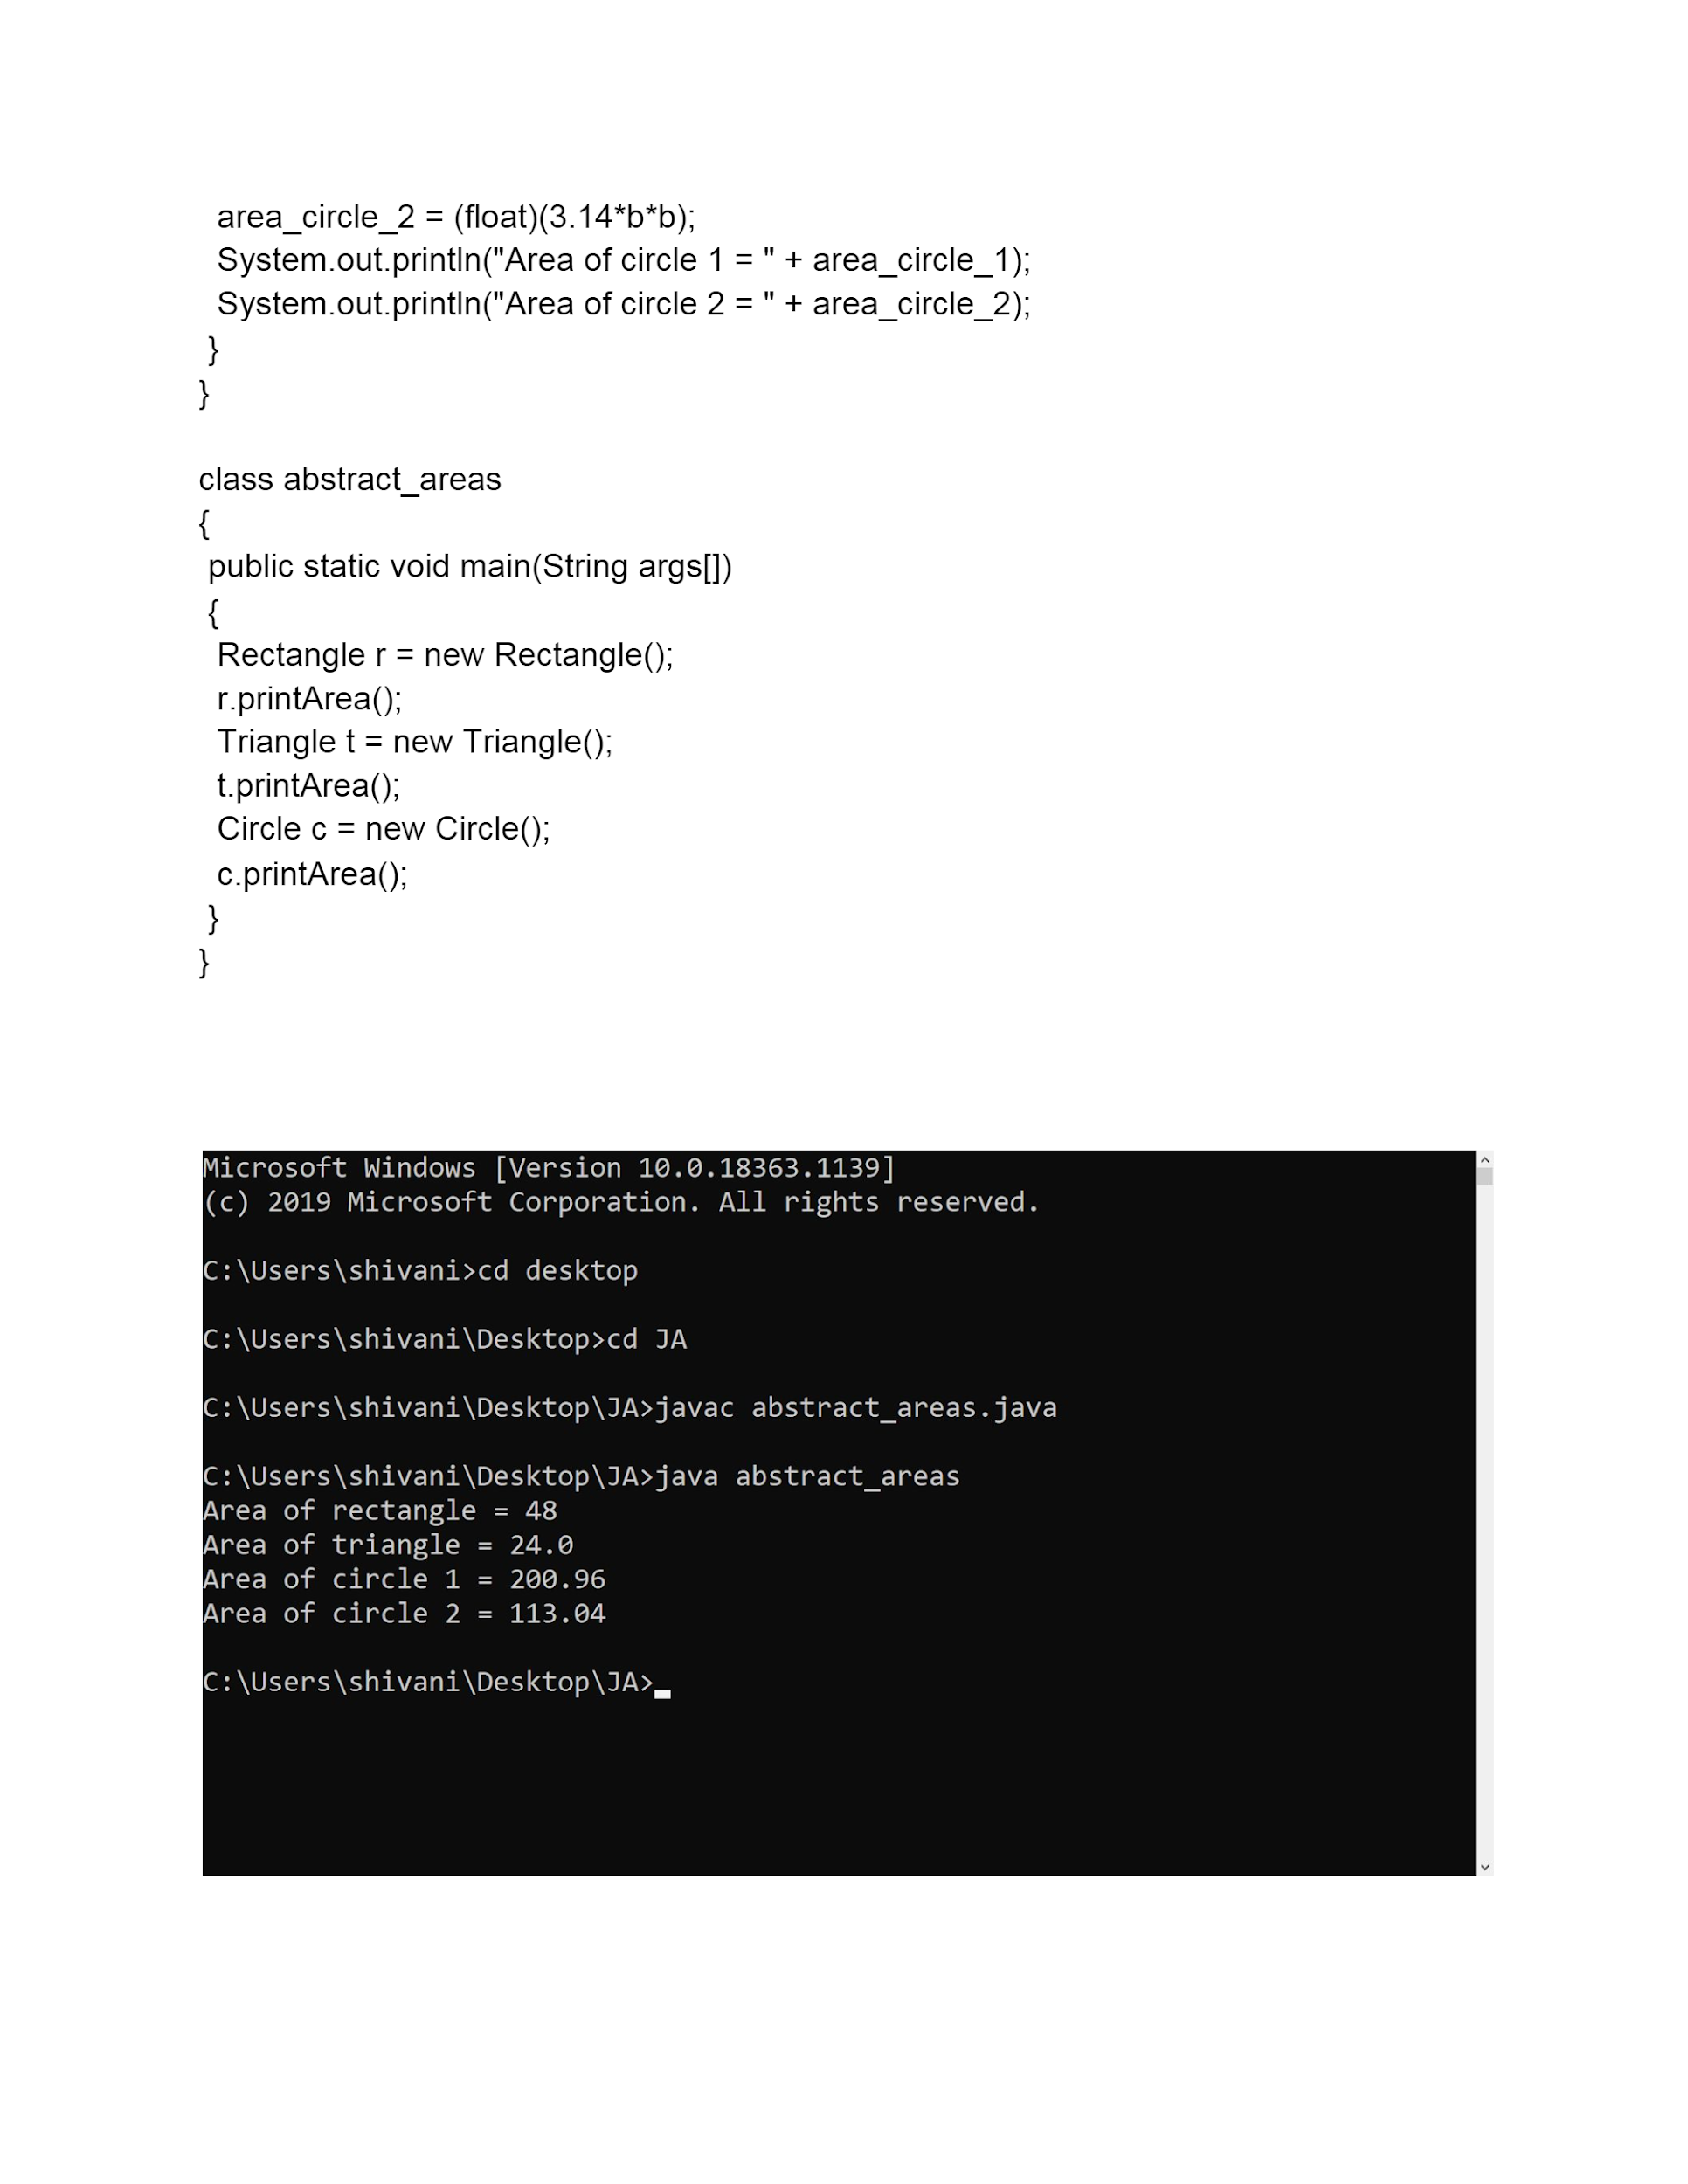 area_circle_2 = (float)(3.14*b*b);
System.out.println("Area of circle 1 = " + area_circle_1);
System.out.println("Area of circle 2 = " + area_circle_2);
}
}
class abstract_areas
{
public static void main(String args[])
{
Rectangle r = new Rectangle();
r.printArea();
Triangle t = new Triangle();
t.printArea();
Circle c = new Circle();
c.printArea();
}
}
Microsoft Windows [Version 10.0.18363.1139]
(c) 2019 Microsoft Corporation. All rights reserved.
C:\Users\shivani>cd desktop
C:\Users\shivani\Desktop>cd JA
C:\Users\shivani\Desktop\JA>javac abstract_areas.java
C:\Users\shivani\Desktop\JA>java abstract_areas
Area of rectangle = 48
Area of triangle = 24.0
Area of circle 1 = 200.96
Area of circle 2 = 113.04
C:\Users\shivani\Desktop\JA>